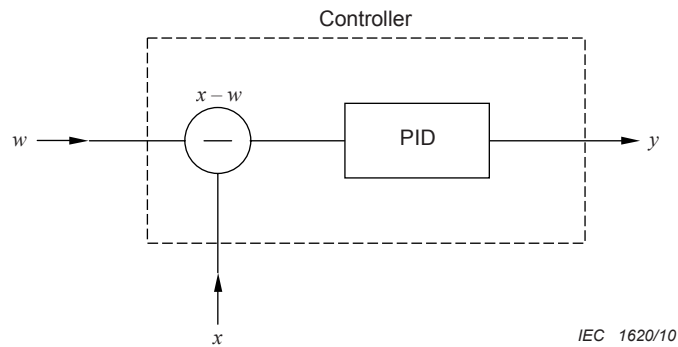 Controller
x – w
—
w
PID
y
x
IEC 1620/10